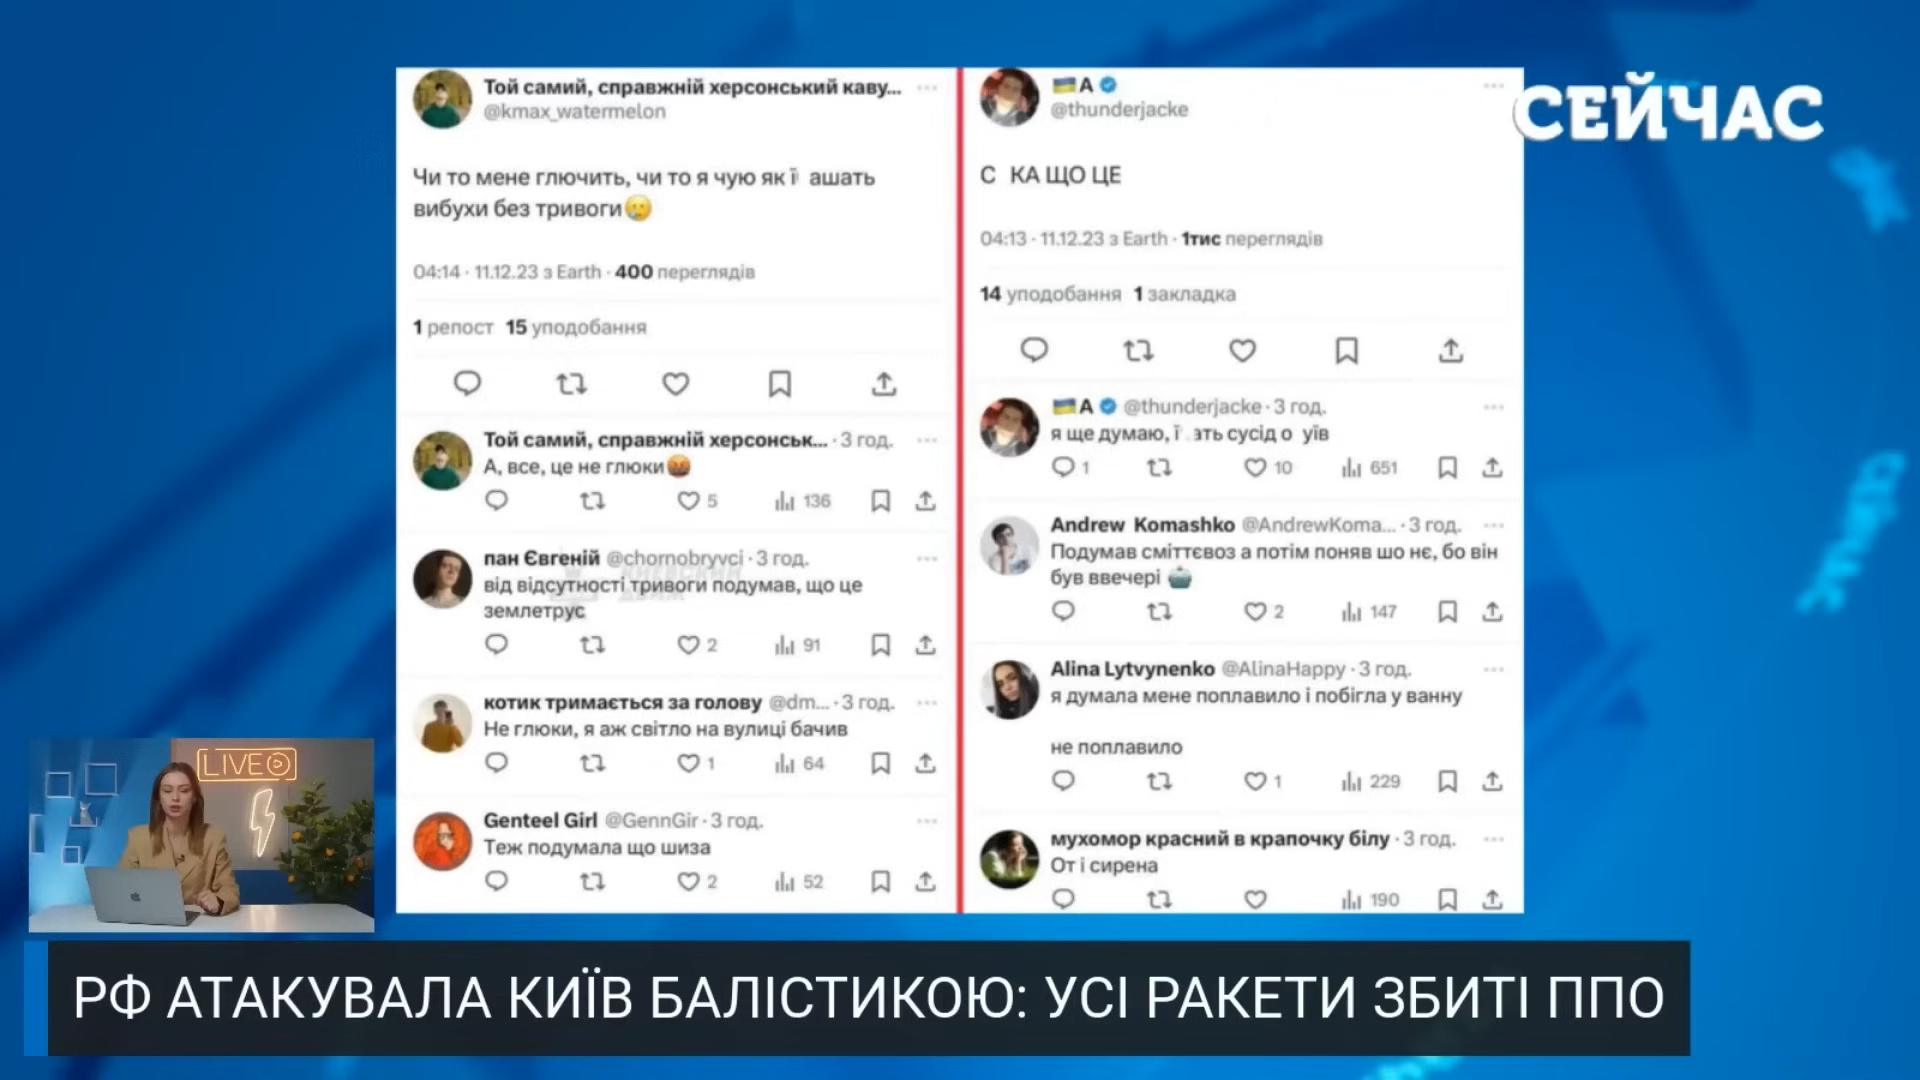 Той самий, справжній херсонський каву...
@kmax_watermelon
Чи то мене глючить, чи то я чую як ї ашать
вибухи без тривоги🥲
04:14 · 11.12.23 з Earth · 400 переглядів
1 репост 15 уподобання
Той самий, справжній херсонськ... · 3 год.
А, все, це не глюки🤬
5 136
пан Євгеній @chornobryvci · 3 год.
від відсутності тривоги подумав, що це
землетрус
2 91
котик тримається за голову @dm... · 3 год.
Не глюки, я аж світло на вулиці бачив
1 64
Genteel Girl @GennGir · 3 год.
Теж подумала що шиза
2 52
🇺🇦А
@thunderjacke
С КА ЩО ЦЕ
04:13 · 11.12.23 з Earth · 1тис переглядів
14 уподобання 1 закладка
🇺🇦А @thunderjacke · 3 год.
я ще думаю, ї ать сусід о уїв
1 10 651
Andrew Komashko @AndrewKoma... · 3 год.
Подумав сміттєвоз а потім поняв шо нє, бо він
був ввечері
2 147
Alina Lytvynenko @AlinaHappy · 3 год.
я думала мене поплавило і побігла у ванну
не поплавило
1 229
мухомор красний в крапочку білу · 3 год.
От і сирена
190
СЕЙЧАС
LIVE
РФ АТАКУВАЛА КИЇВ БАЛІСТИКОЮ: УСІ РАКЕТИ ЗБИТІ ППО